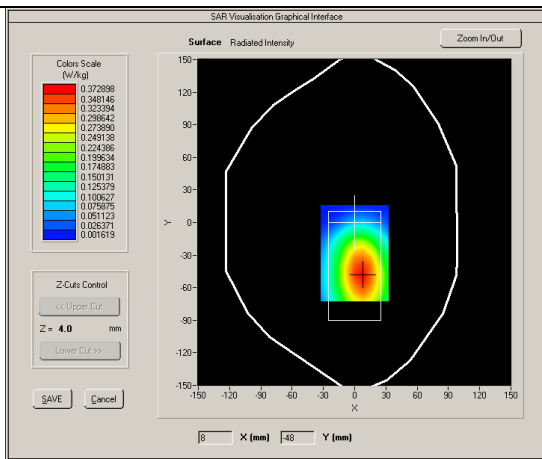 SAR Visualisation Graphical Interface
Surface Radiated Intensity
Zoom In/Out
Colors Scale
(W/kg)
0.372898
0.348146
0.323394
0.298642
0.273890
0.249138
0.224386
0.199634
0.174883
0.150131
0.125379
0.100627
0.075875
0.051123
0.026371
0.001619
Z-Cuts Control
<< Upper Cut
Z = 4.0 mm
Lower Cut >>
SAVE
Cancel
150
120
90
60
30
0
-30
-60
-90
-120
-150
Y
-150 -120 -90 -60 -30 0 30 60 90 120 150
X
8 X (mm) -48 Y (mm)